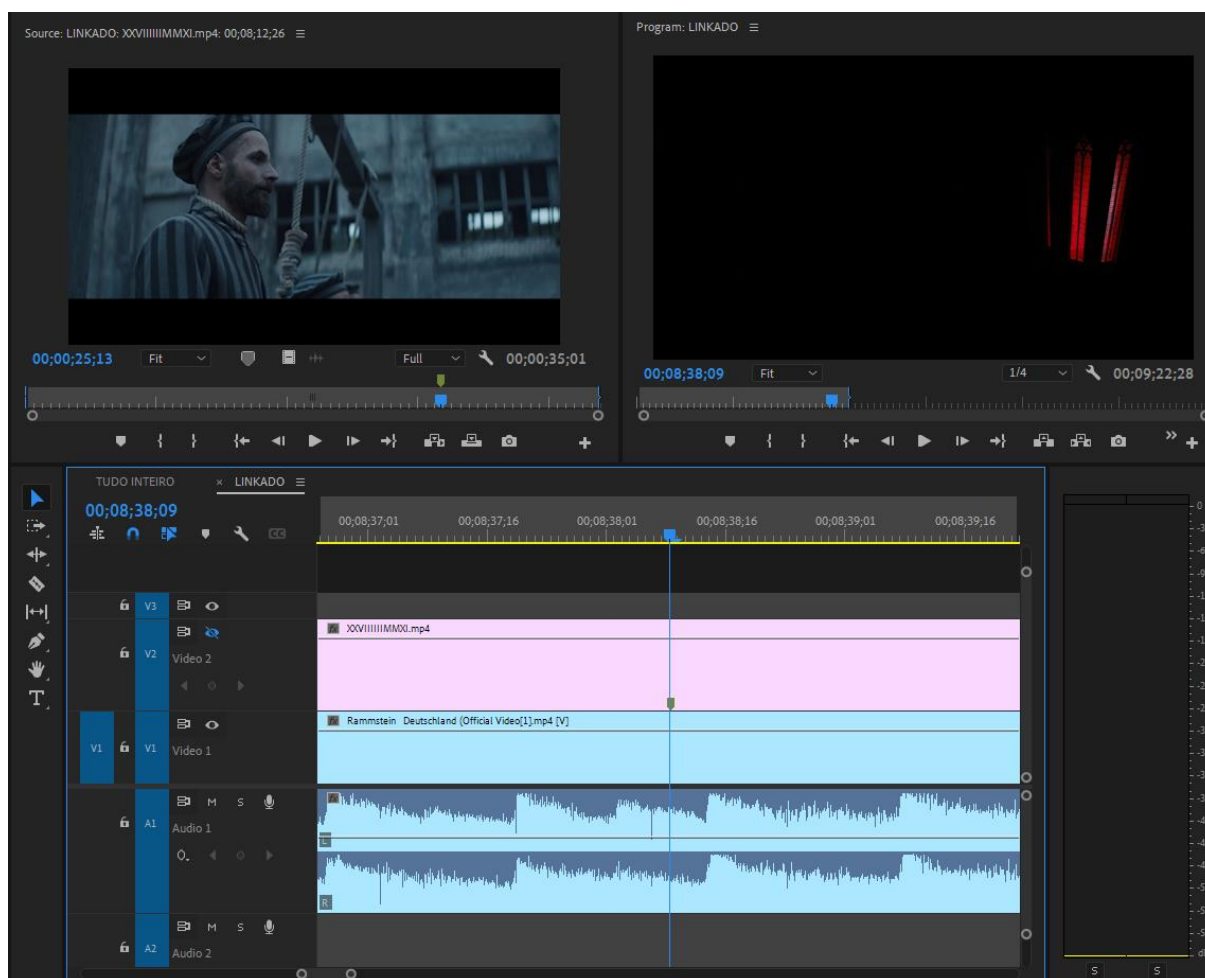 Source: LINKADO: XXVIIIIIIMMXI.mp4: 00;08;12;26
Program: LINKADO
00;00;25;13 Fit Full 00;00;35;01
00;08;38;09 Fit 1/4 00;09;22;28
TUDO INTEIRO × LINKADO
00;08;38;09
00;08;37;01 00;08;37;16 00;08;38;01 00;08;38;16 00;08;39;01 00;08;39;16
V3
XXVIIIIIIMMXI.mp4
V2 Video 2
Rammstein Deutschland (Official Video[1].mp4 [V]
V1 V1 Video 1
A1 M S
Audio 1
L
R
A2 M S
Audio 2
T
0
dB
S S